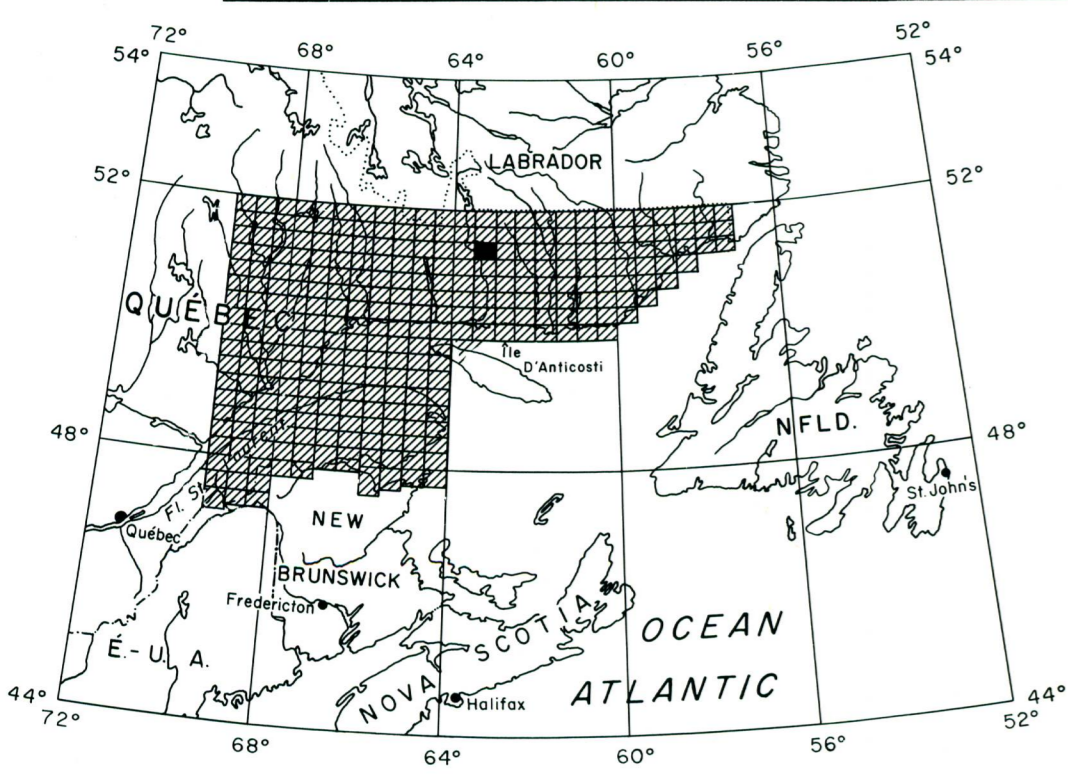 72°
68°
64°
60°
56°
52°
54°
54°
LABRADOR
52°
52°
QUÉBEC
Île
D'Anticosti
NFLD.
48°
48°
St. John's
Fl. St-Laurent
Québec
NEW
BRUNSWICK
Fredericton
NOVA SCOTIA
OCEAN
ATLANTIC
É.-U.A.
Halifax
44°
44°
72°
68°
64°
60°
56°
52°